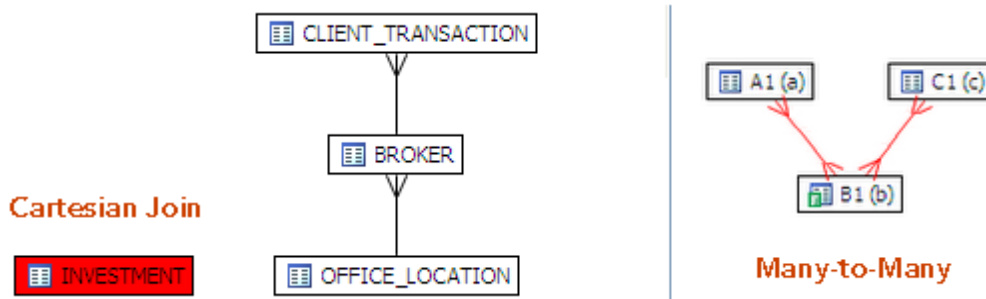 CLIENT_TRANSACTION
BROKER
Cartesian Join
INVESTMENT
OFFICE_LOCATION
A1 (a)
C1 (c)
B1 (b)
Many-to-Many